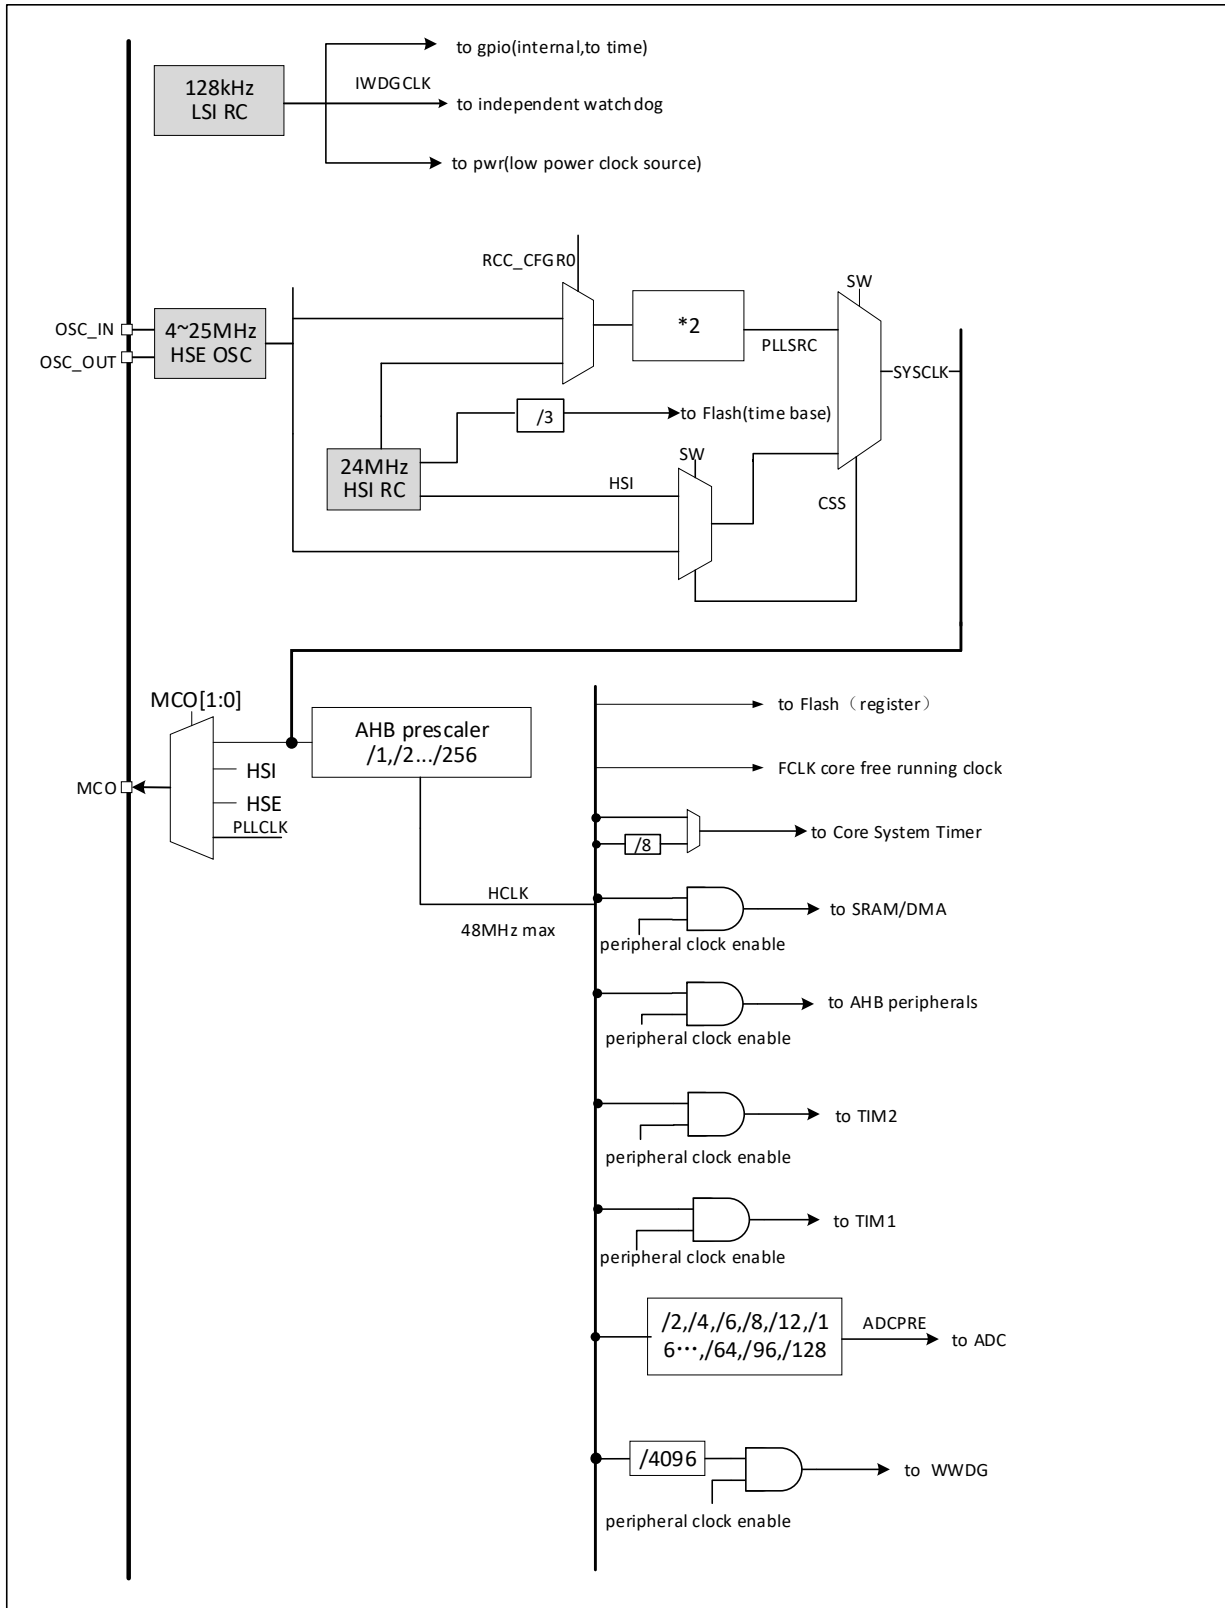 to gpio(internal,to time)
128kHz
LSI RC
IWDGCLK
to independent watchdog
to pwr(low power clock source)
RCC_CFGR0
SW
OSC_IN
OSC_OUT
4~25MHz
HSE OSC
*2
PLLSRC
SYSCLK
/3
to Flash(time base)
24MHz
HSI RC
HSI
SW
CSS
MCO[1:0]
AHB prescaler
/1,/2.../256
HSI
HSE
PLLCLK
MCO
HCLK
48MHz max
to Flash（register）
FCLK core free running clock
/8
to Core System Timer
to SRAM/DMA
peripheral clock enable
to AHB peripherals
peripheral clock enable
to TIM2
peripheral clock enable
to TIM1
peripheral clock enable
/2,/4,/6,/8,/12,/1
6···,/64,/96,/128
ADCPRE
to ADC
/4096
to WWDG
peripheral clock enable